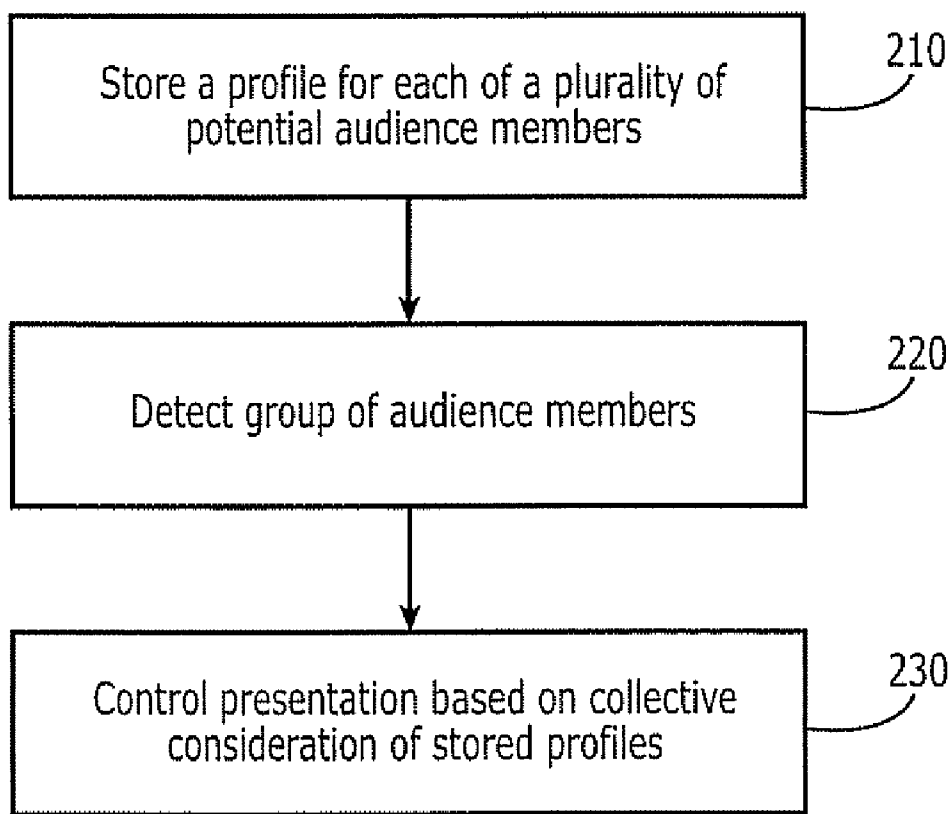 210
Store a profile for each of a plurality of
potential audience members
220
Detect group of audience members
230
Control presentation based on collective
consideration of stored profiles